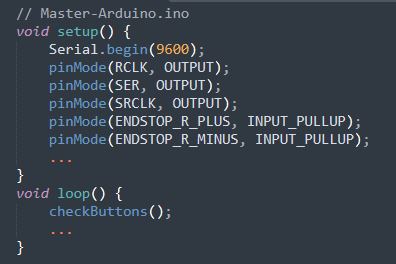 // Master-Arduino.ino
void setup() {
    Serial.begin(9600);
    pinMode(RCLK, OUTPUT);
    pinMode(SER, OUTPUT);
    pinMode(SRCLK, OUTPUT);
    pinMode(ENDSTOP_R_PLUS, INPUT_PULLUP);
    pinMode(ENDSTOP_R_MINUS, INPUT_PULLUP);
    ...
}
void loop() {
    checkButtons();
    ...
}